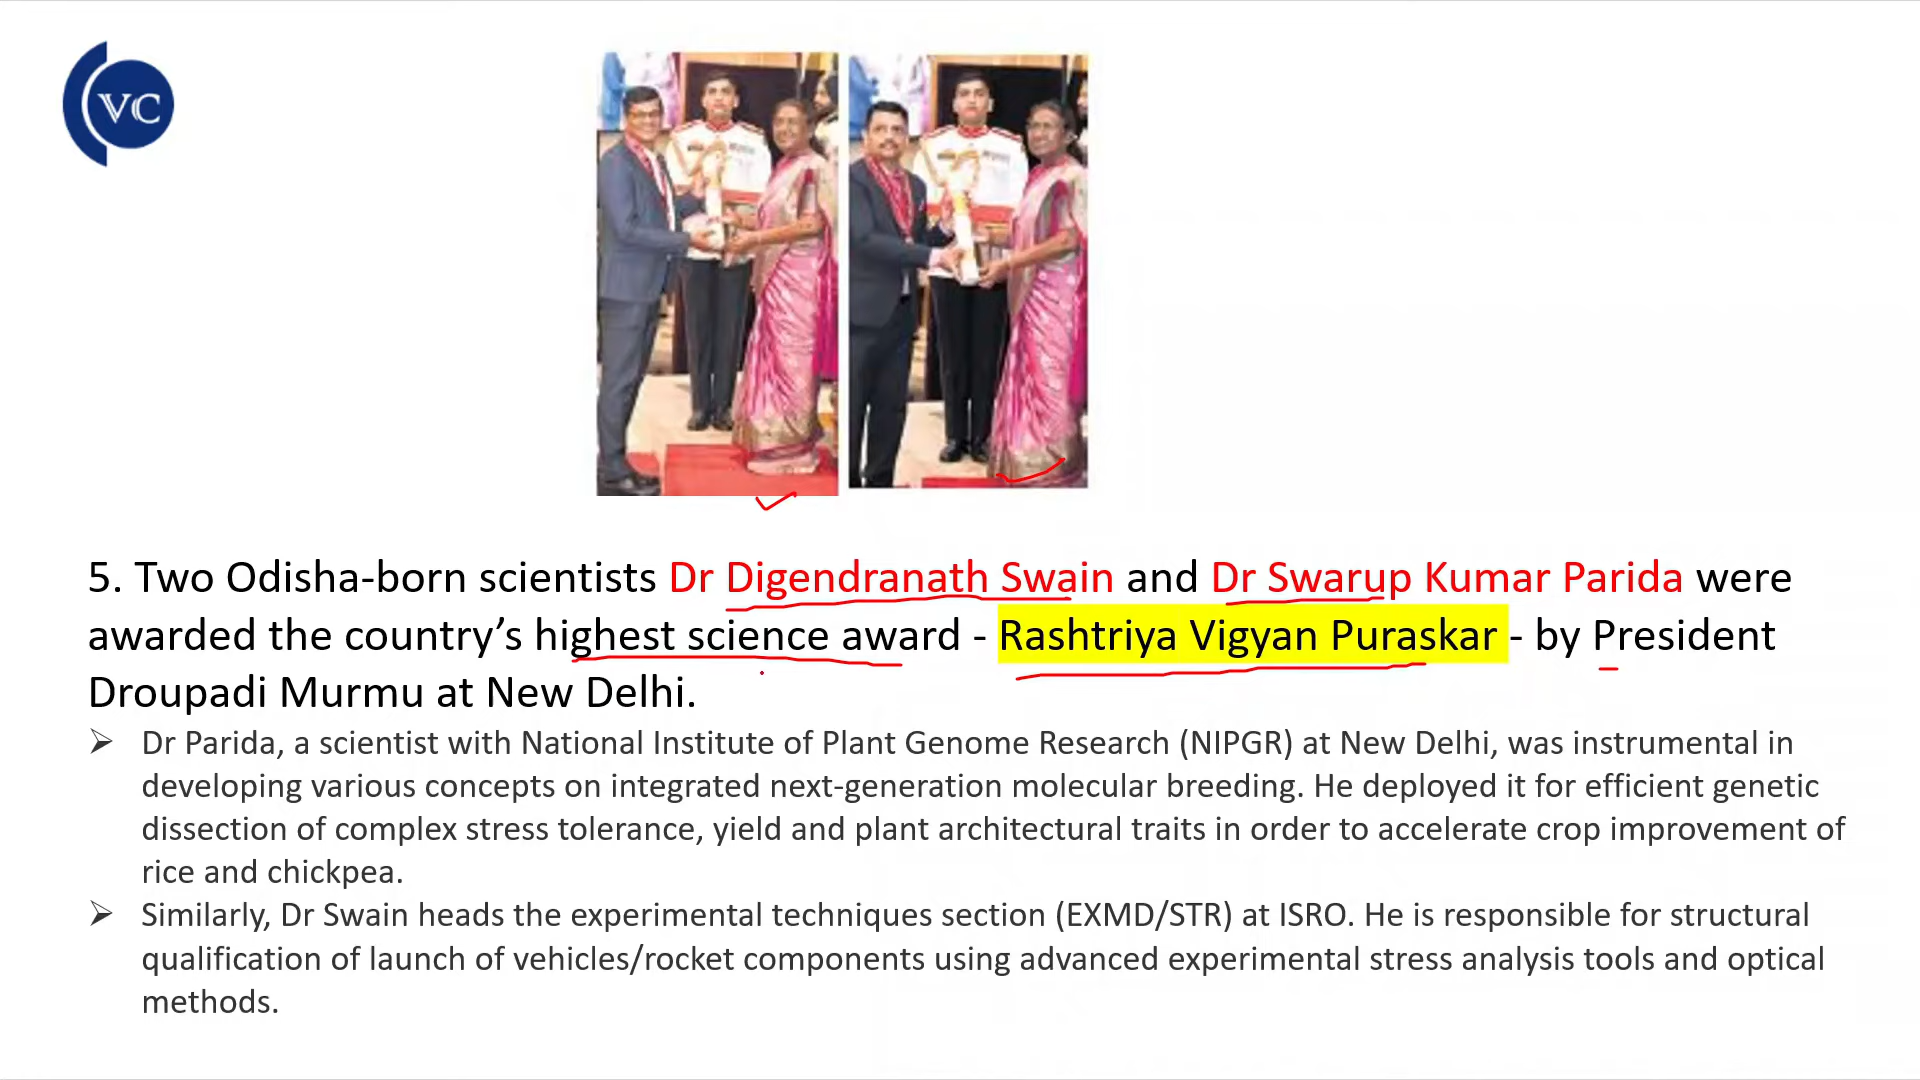 VC
5. Two Odisha-born scientists Dr Digendranath Swain and Dr Swarup Kumar Parida were
awarded the country’s highest science award - Rashtriya Vigyan Puraskar - by President
Droupadi Murmu at New Delhi.
➢ Dr Parida, a scientist with National Institute of Plant Genome Research (NIPGR) at New Delhi, was instrumental in
developing various concepts on integrated next-generation molecular breeding. He deployed it for efficient genetic
dissection of complex stress tolerance, yield and plant architectural traits in order to accelerate crop improvement of
rice and chickpea.
➢ Similarly, Dr Swain heads the experimental techniques section (EXMD/STR) at ISRO. He is responsible for structural
qualification of launch of vehicles/rocket components using advanced experimental stress analysis tools and optical
methods.